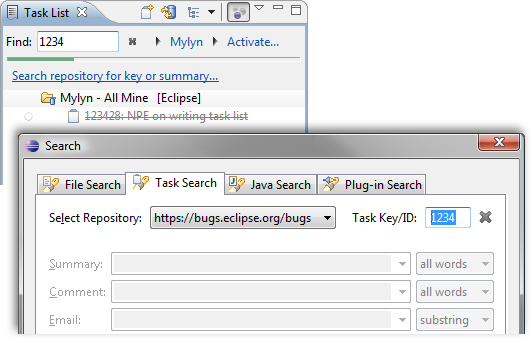 Task List
Find: 1234 Mylyn Activate...
Search repository for key or summary...
Mylyn - All Mine [Eclipse]
123428: NPE on writing task list
Search
File Search Task Search Java Search Plug-in Search
Select Repository: https://bugs.eclipse.org/bugs Task Key/ID: 1234
Summary: all words
Comment: all words
Email: substring